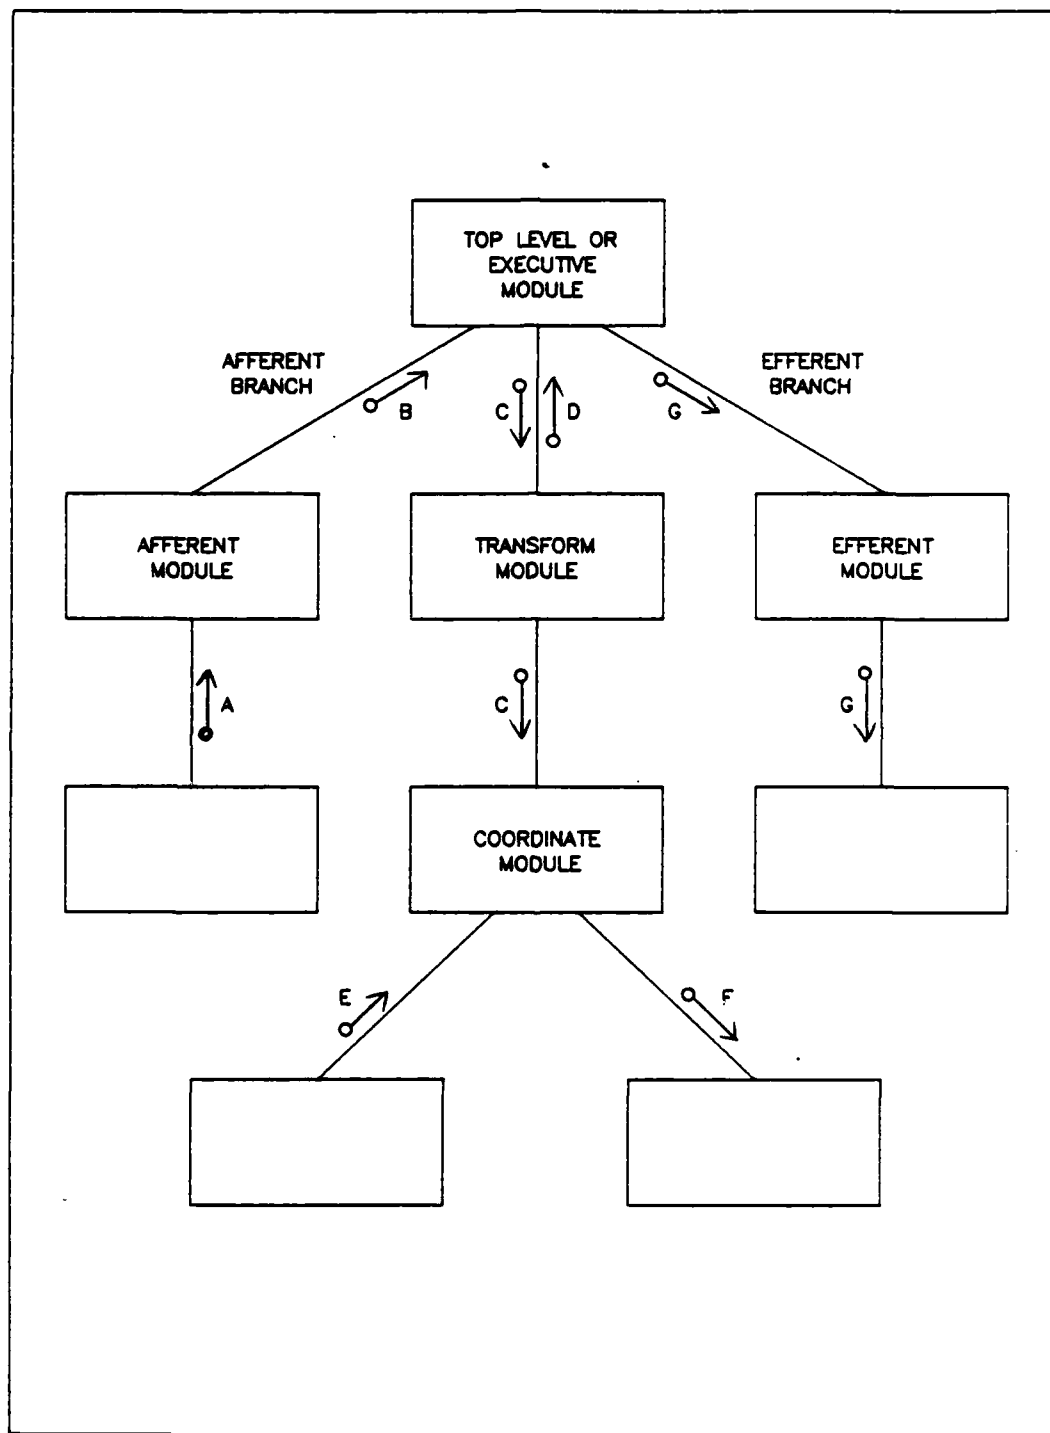 TOP LEVEL OR
EXECUTIVE
MODULE
AFFERENT
BRANCH
EFFERENT
BRANCH
B
C
D
G
AFFERENT
MODULE
TRANSFORM
MODULE
EFFERENT
MODULE
A
C
G
COORDINATE
MODULE
E
F